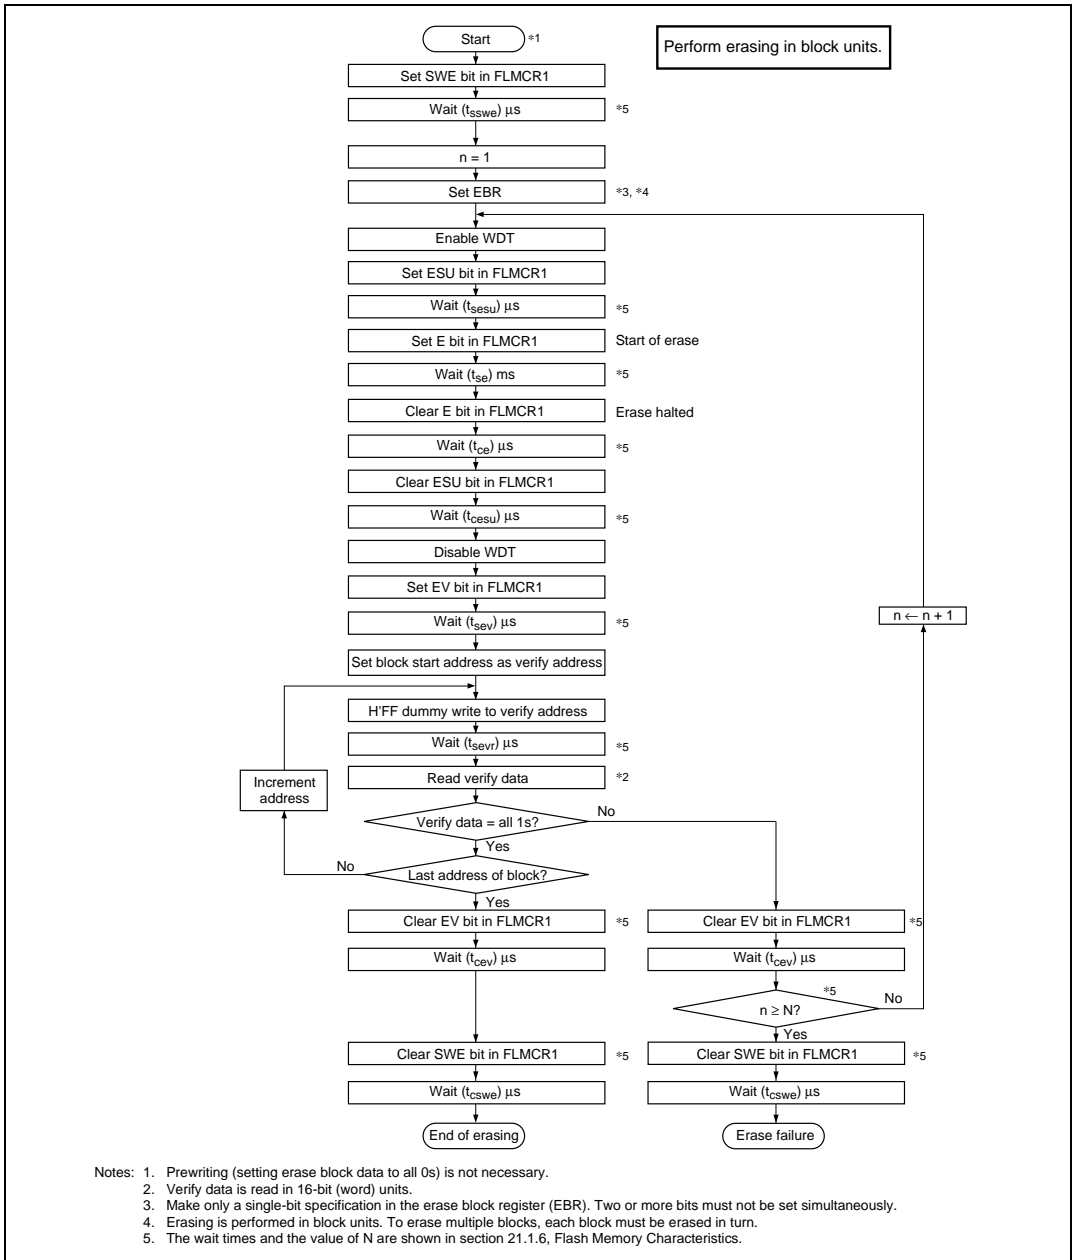 Start *1
Perform erasing in block units.
Set SWE bit in FLMCR1
Wait (tsswe) μs *5
n = 1
Set EBR *3, *4
Enable WDT
Set ESU bit in FLMCR1
Wait (tsesu) μs *5
Set E bit in FLMCR1 Start of erase
Wait (tse) ms *5
Clear E bit in FLMCR1 Erase halted
Wait (tce) μs *5
Clear ESU bit in FLMCR1
Wait (tcesu) μs *5
Disable WDT
Set EV bit in FLMCR1
Wait (tsev) μs *5
n ← n + 1
Set block start address as verify address
H'FF dummy write to verify address
Wait (tsevr) μs *5
Increment
address
Read verify data *2
Verify data = all 1s? No
Yes
No Last address of block?
Yes
Clear EV bit in FLMCR1 *5 Clear EV bit in FLMCR1 *5
Wait (tcev) μs Wait (tcev) μs
*5
n ≥ N? No
Yes
Clear SWE bit in FLMCR1 *5 Clear SWE bit in FLMCR1 *5
Wait (tcswe) μs Wait (tcswe) μs
End of erasing Erase failure
Notes: 1. Prewriting (setting erase block data to all 0s) is not necessary.
2. Verify data is read in 16-bit (word) units.
3. Make only a single-bit specification in the erase block register (EBR). Two or more bits must not be set simultaneously.
4. Erasing is performed in block units. To erase multiple blocks, each block must be erased in turn.
5. The wait times and the value of N are shown in section 21.1.6, Flash Memory Characteristics.